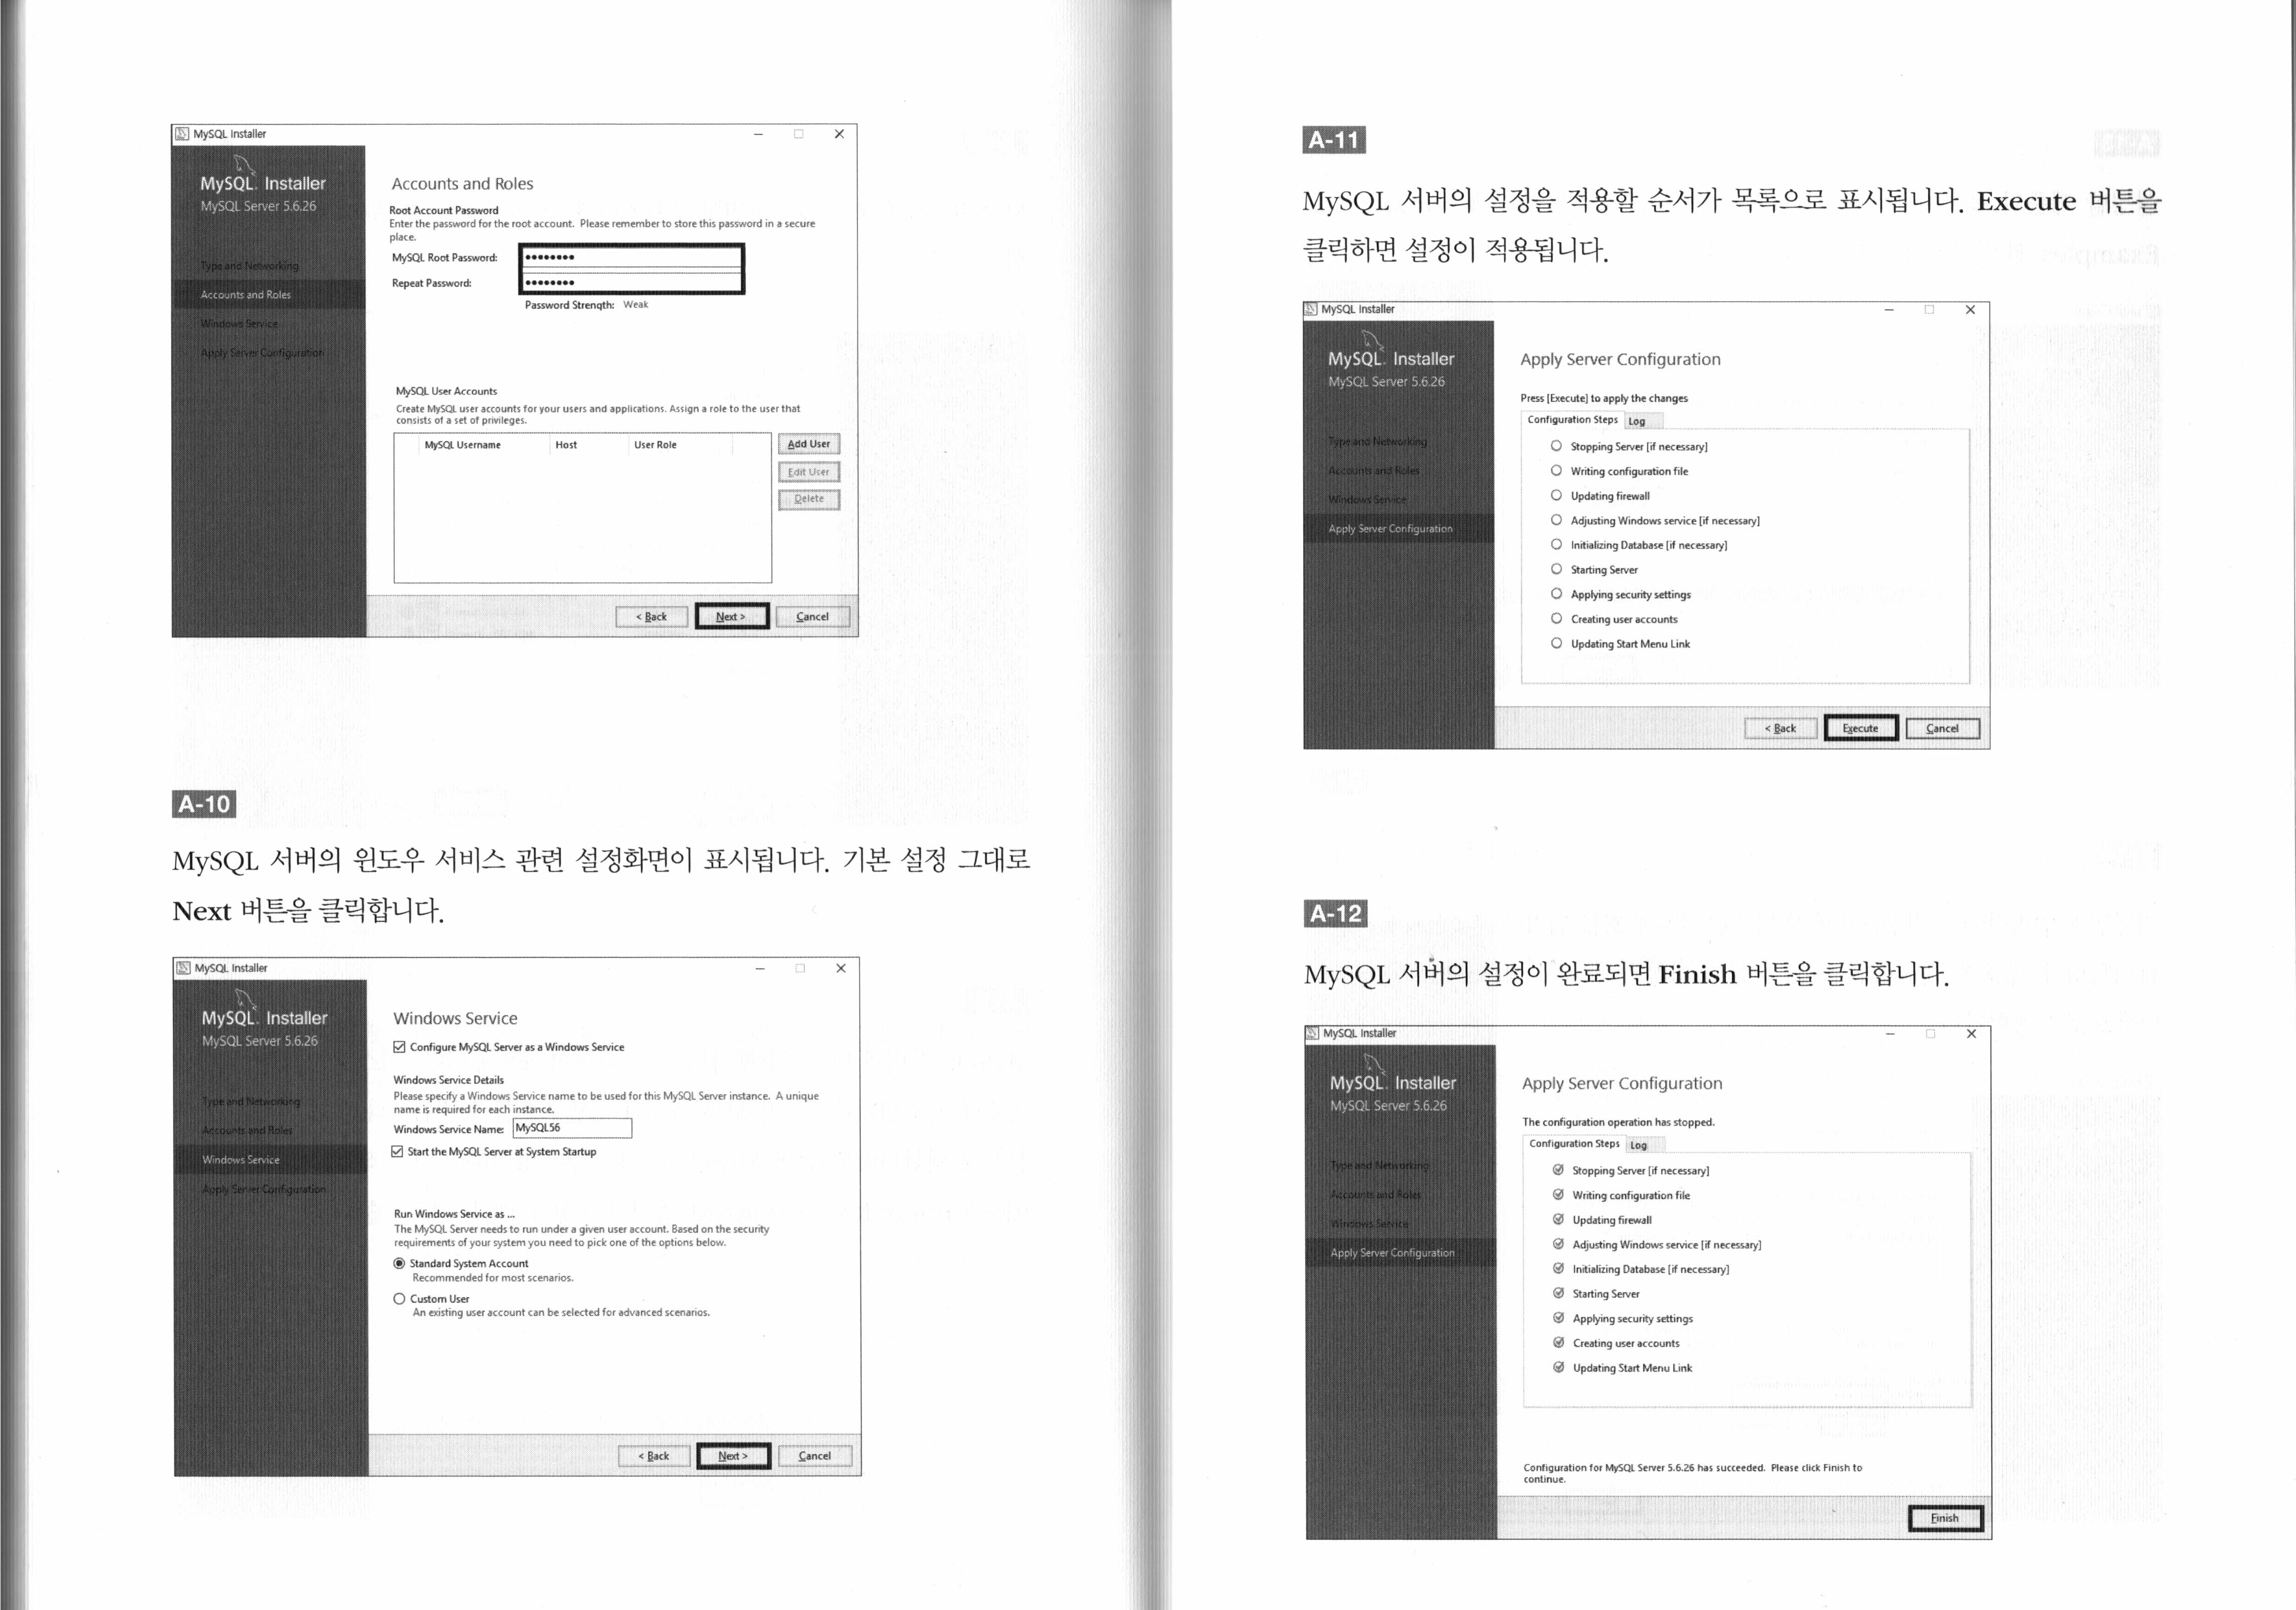 MySQL Installer
MySQL Installer
MySQL Server 5.6.26
Type and Networking
Accounts and Roles
Windows Service
Apply Server Configuration
Accounts and Roles
Root Account Password
Enter the password for the root account. Please remember to store this password in a secure
place.
MySQL Root Password: ••••••••
Repeat Password: ••••••••
Password Strength: Weak
MySQL User Accounts
Create MySQL user accounts for your users and applications. Assign a role to the user that
consists of a set of privileges.
MySQL Username Host User Role
Add User
Edit User
Delete
< Back Next > Cancel
A-10
MySQL 서버의 윈도우 서비스 관련 설정화면이 표시됩니다. 기본 설정 그대로
Next 버튼을 클릭합니다.
MySQL Installer
MySQL Installer
MySQL Server 5.6.26
Type and Networking
Accounts and Roles
Windows Service
Apply Server Configuration
Windows Service
Configure MySQL Server as a Windows Service
Windows Service Details
Please specify a Windows Service name to be used for this MySQL Server instance. A unique
name is required for each instance.
Windows Service Name: MySQL56
Start the MySQL Server at System Startup
Run Windows Service as ...
The MySQL Server needs to run under a given user account. Based on the security
requirements of your system you need to pick one of the options below.
Standard System Account
Recommended for most scenarios.
Custom User
An existing user account can be selected for advanced scenarios.
< Back Next > Cancel
A-11
MySQL 서버의 설정을 적용할 순서가 목록으로 표시됩니다. Execute 버튼을
클릭하면 설정이 적용됩니다.
MySQL Installer
MySQL Installer
MySQL Server 5.6.26
Type and Networking
Accounts and Roles
Windows Service
Apply Server Configuration
Apply Server Configuration
Press [Execute] to apply the changes
Configuration Steps Log
Stopping Server [if necessary]
Writing configuration file
Updating firewall
Adjusting Windows service [if necessary]
Initializing Database [if necessary]
Starting Server
Applying security settings
Creating user accounts
Updating Start Menu Link
< Back Execute Cancel
A-12
MySQL 서버의 설정이 완료되면 Finish 버튼을 클릭합니다.
MySQL Installer
MySQL Installer
MySQL Server 5.6.26
Type and Networking
Accounts and Roles
Windows Service
Apply Server Configuration
Apply Server Configuration
The configuration operation has stopped.
Configuration Steps Log
Stopping Server [if necessary]
Writing configuration file
Updating firewall
Adjusting Windows service [if necessary]
Initializing Database [if necessary]
Starting Server
Applying security settings
Creating user accounts
Updating Start Menu Link
Configuration for MySQL Server 5.6.26 has succeeded. Please click Finish to
continue.
Finish